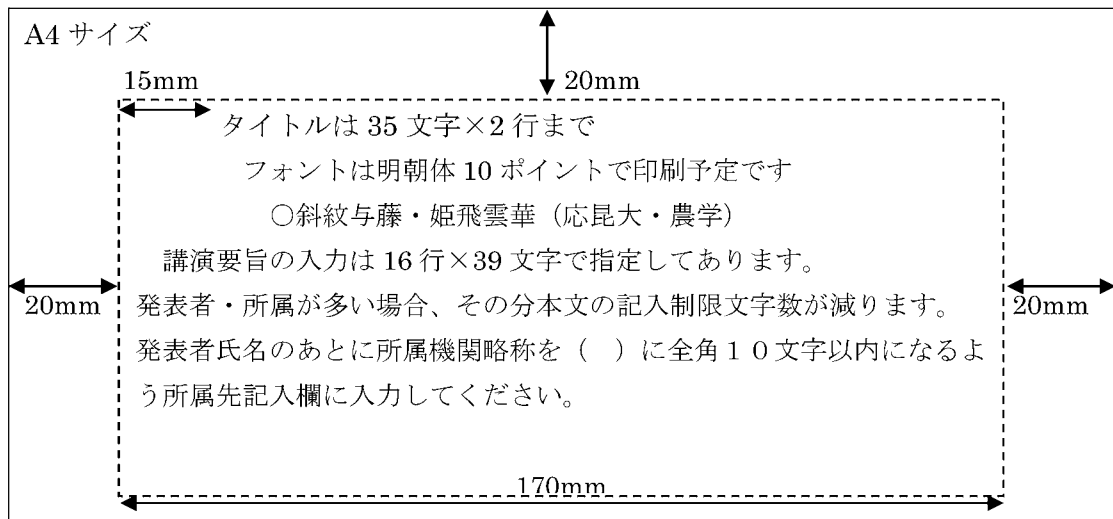 A4 サイズ
20mm
15mm
タイトルは 35 文字×2 行まで
フォントは明朝体 10 ポイントで印刷予定です
○斜紋与藤・姫飛雲華（応昆大・農学）
講演要旨の入力は 16 行×39 文字で指定してあります。
20mm
発表者・所属が多い場合、その分本文の記入制限文字数が減ります。
20mm
発表者氏名のあとに所属機関略称を（　）に全角１０文字以内になるよ
う所属先記入欄に入力してください。
170mm